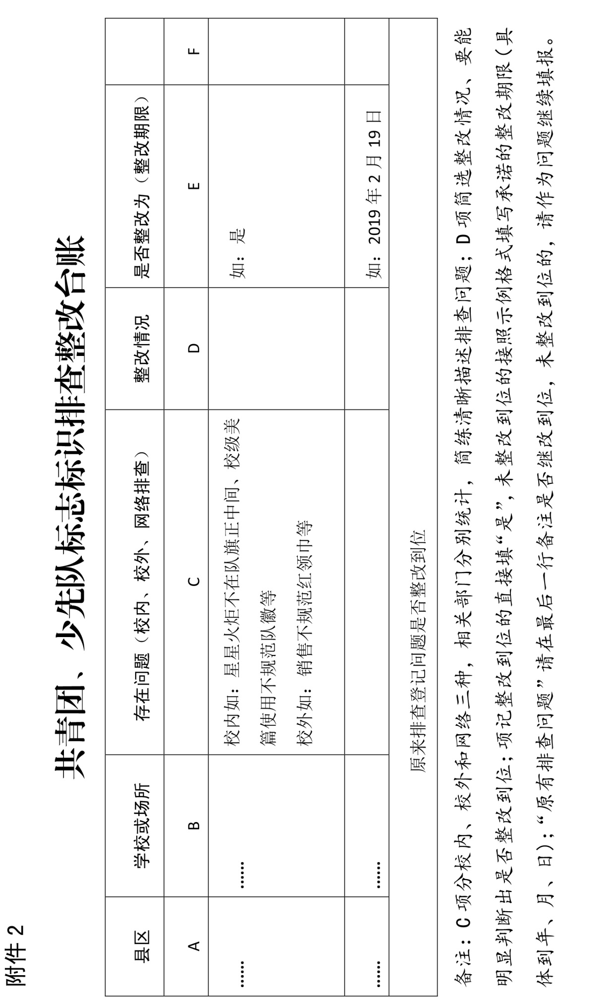 附件 2
共青团、少先队标志标识排查整改台账
县区 学校或场所 存在问题（校内、校外、网络排查） 整改情况 是否整改为（整改期限）
A B C D E F
…… …… 校内如：星星火炬不在队旗正中间、校级美 如：是
篇使用不规范队徽等
校外如：销售不规范红领巾等
…… …… 如：2019 年 2 月 19 日
原来排查登记问题是否整改到位
备注：C 项分校内、校外和网络三种，相关部门分别统计，简练清晰描述排查问题；D 项简选整改情况、要能
明显判断出是否整改到位；项记整改到位的直接填“是”，未整改到位的接照示例格式填写承诺的整改期限（具
体到年、月、日）；“原有排查问题”请在最后一行备注是否继改到位，未整改到位的，请作为问题继续填报。